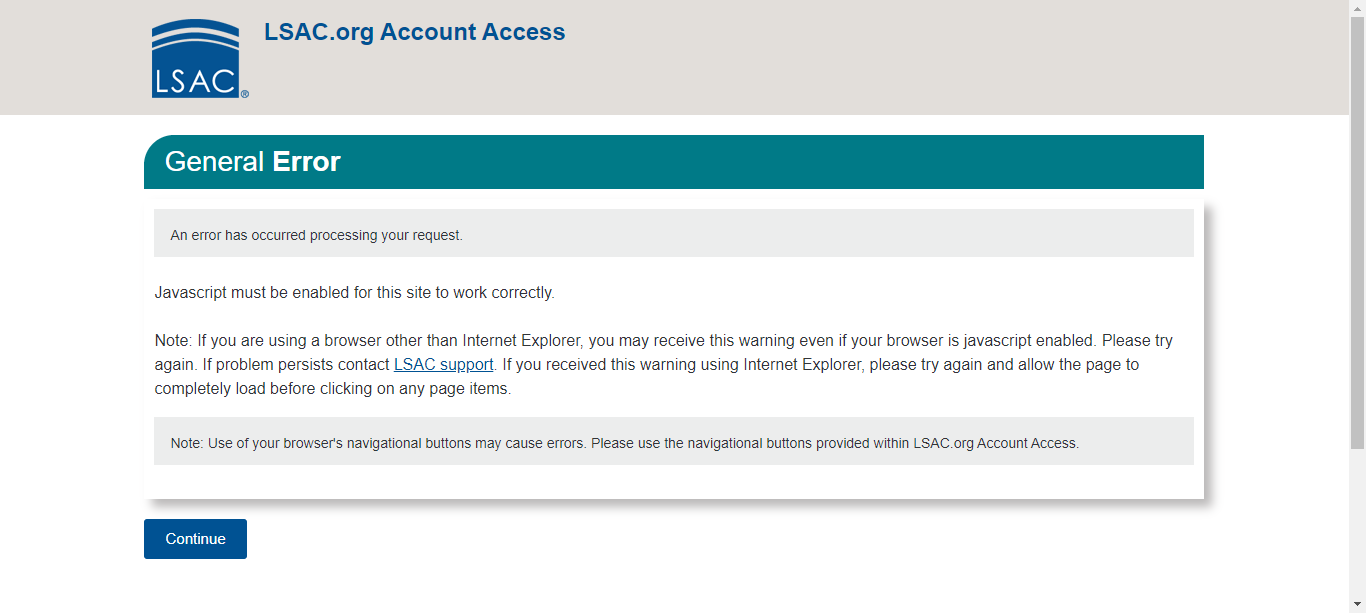 LSAC.org Account Access
LSAC®
General Error
An error has occurred processing your request.
Javascript must be enabled for this site to work correctly.
Note: If you are using a browser other than Internet Explorer, you may receive this warning even if your browser is javascript enabled. Please try
again. If problem persists contact LSAC support. If you received this warning using Internet Explorer, please try again and allow the page to
completely load before clicking on any page items.
Note: Use of your browser's navigational buttons may cause errors. Please use the navigational buttons provided within LSAC.org Account Access.
Continue